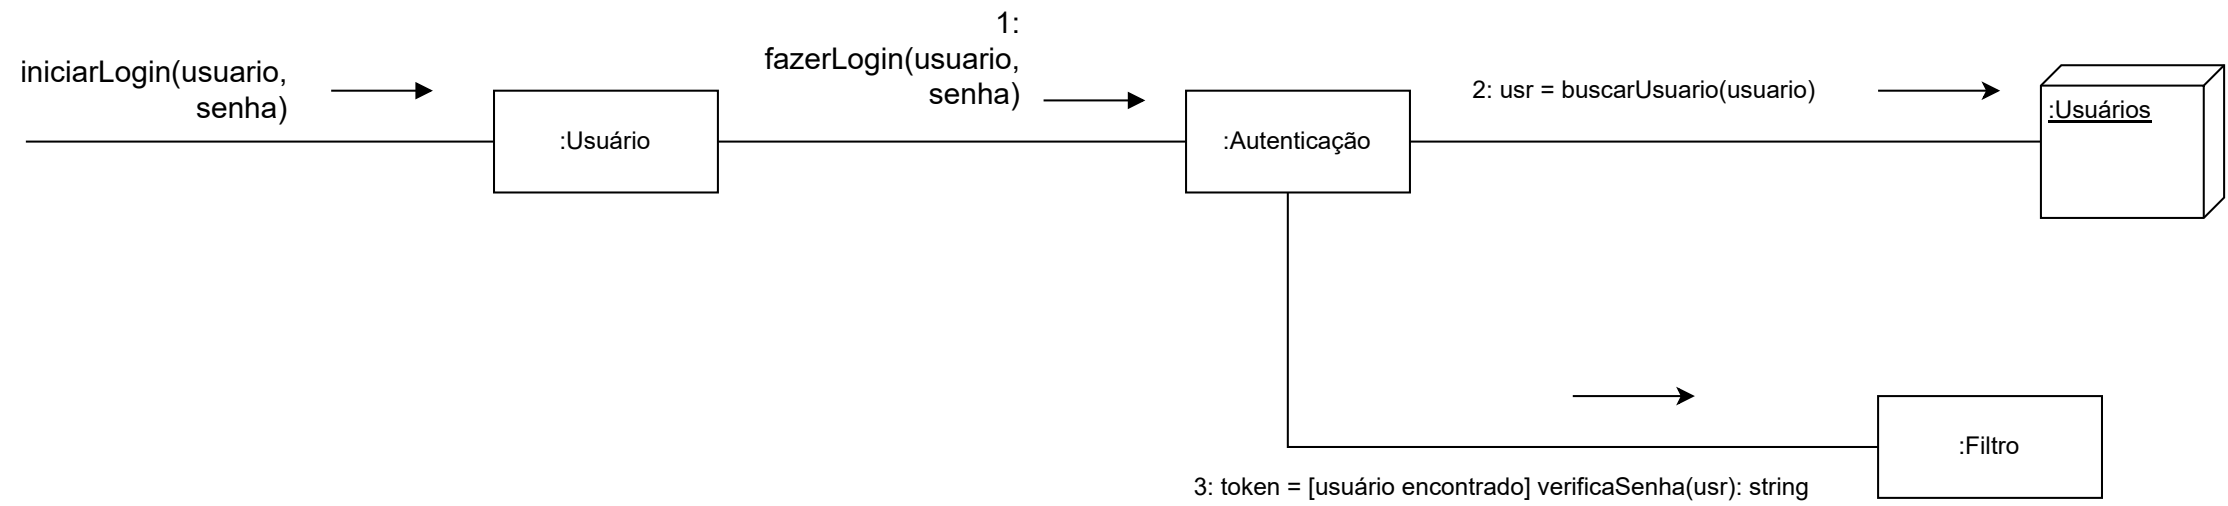 iniciarLogin(usuario,
senha)
1:
fazerLogin(usuario,
senha)
2: usr = buscarUsuario(usuario)
:Usuário
:Autenticação
:Usuários
3: token = [usuário encontrado] verificaSenha(usr): string
:Filtro